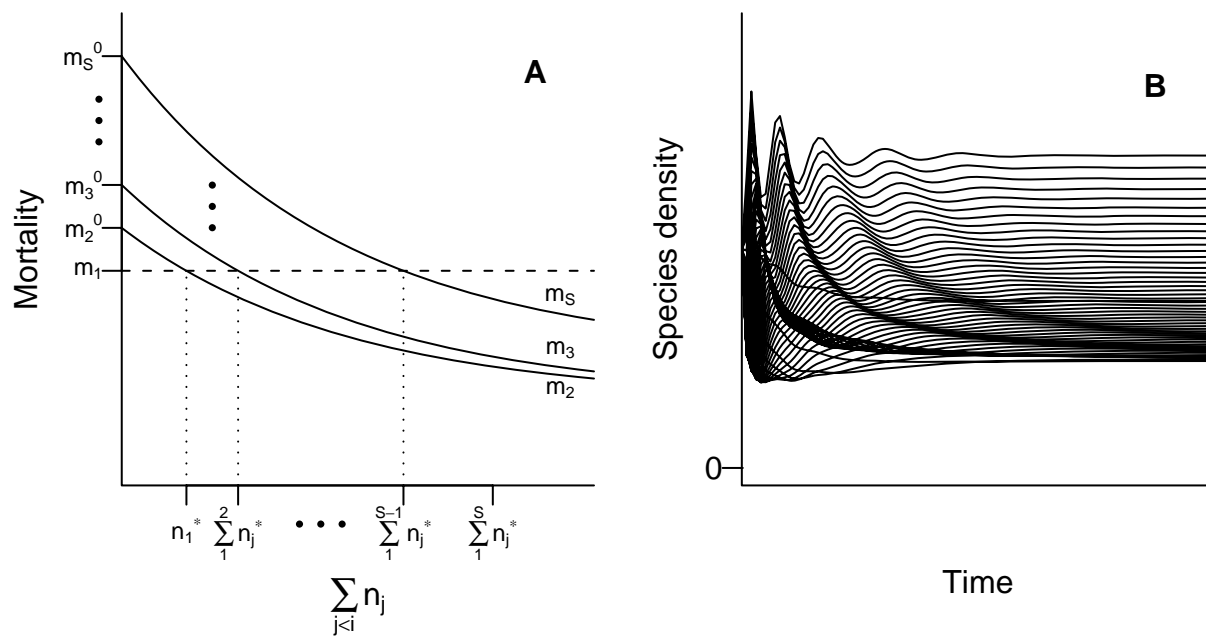 A
Mortality
m_S^0
m_3^0
m_2^0
m_1
m_S
m_3
m_2
n_1^*
∑_1^2 n_j^*
• • •
∑_1^{S−1} n_j^*
∑_1^S n_j^*
∑_{j<i} n_j
B
Species density
0
Time